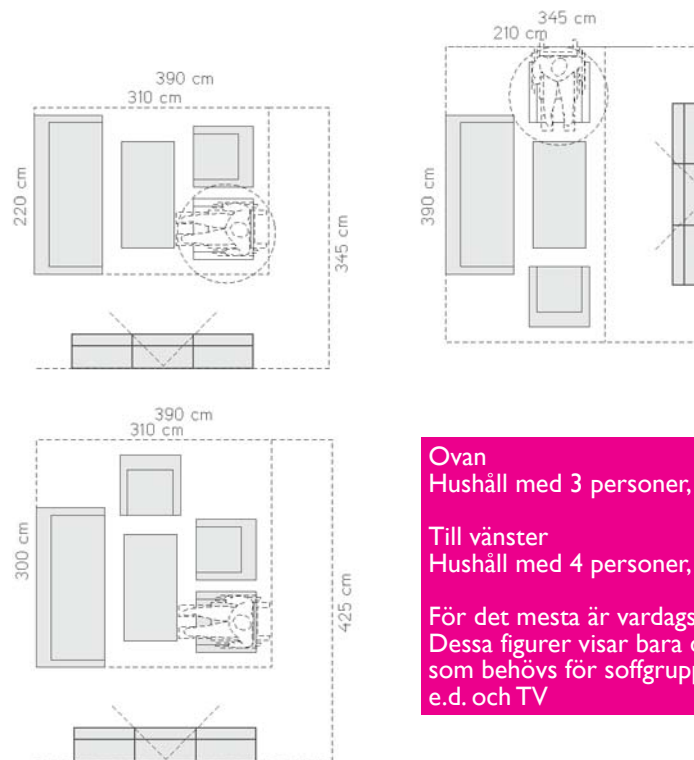 390 cm
310 cm
220 cm
345 cm
345 cm
210 cm
390 cm
390 cm
310 cm
300 cm
425 cm
Ovan
Hushåll med 3 personer,
Till vänster
Hushåll med 4 personer,
För det mesta är vardags
Dessa figurer visar bara
som behövs för soffgrup
e.d. och TV